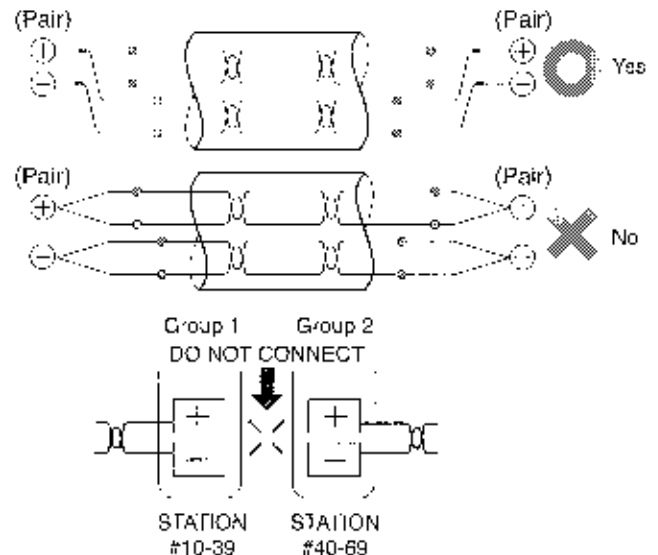 (Pair) (Pair)
+ Yes
− −
(Pair) (Pair)
+ No
−
Group 1 Group 2
DO NOT CONNECT
+ +
− −
STATION STATION
#10-39 #40-69